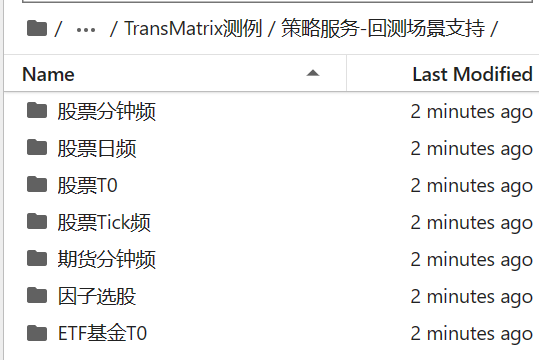 / ··· / TransMatrix测例 / 策略服务-回测场景支持 /
Name Last Modified
股票分钟频 2 minutes ago
股票日频 2 minutes ago
股票T0 2 minutes ago
股票Tick频 2 minutes ago
期货分钟频 2 minutes ago
因子选股 2 minutes ago
ETF基金T0 2 minutes ago